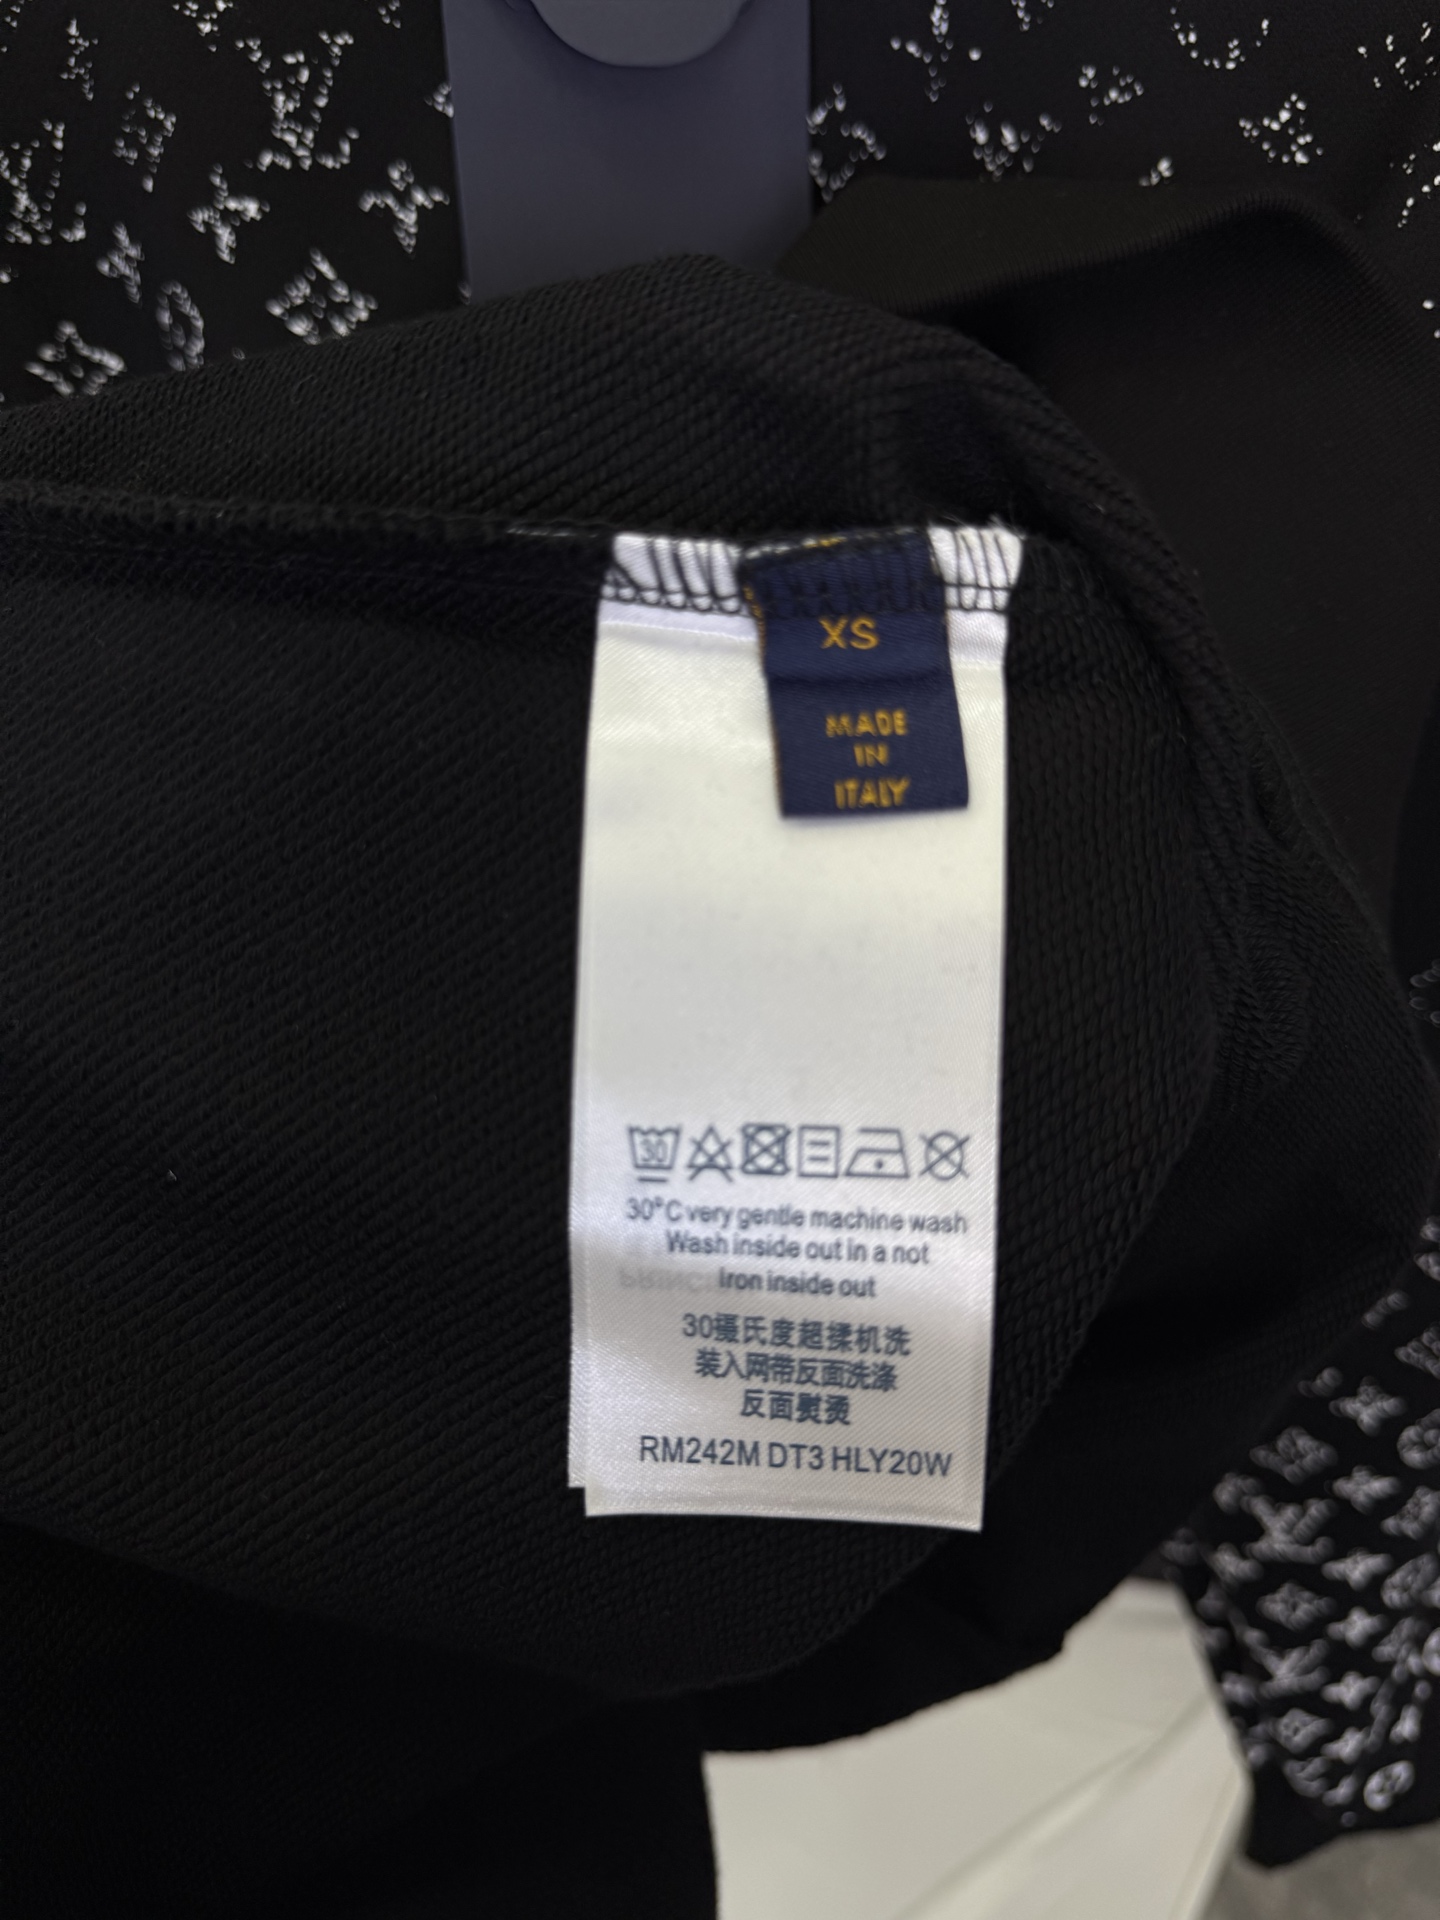 XS
MADE
IN
ITALY
30
30°C very gentle machine wash
Wash inside out in a not
Iron inside out
30摄氏度超揉机洗
装入网带反面洗涤
反面熨烫
RM242M DT3 HLY20W